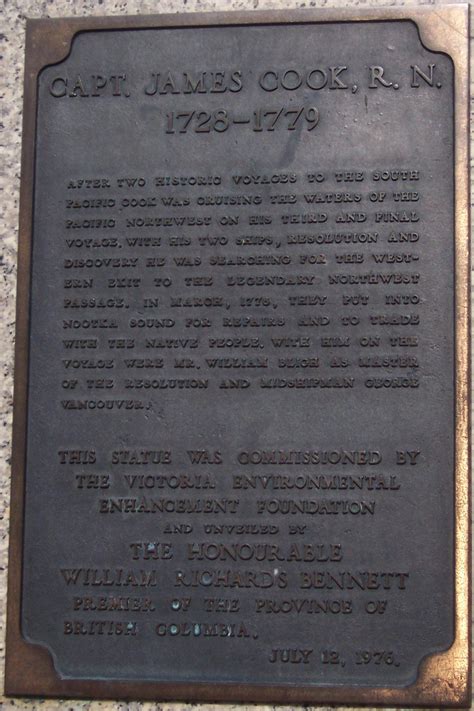 CAPT. JAMES COOK, R. N.
1728-1779
AFTER TWO HISTORIC VOYAGES TO THE SOUTH
PACIFIC COOK WAS CRUISING THE WATERS OF THE
PACIFIC NORTHWEST ON HIS THIRD AND FINAL
VOYAGE. WITH HIS TWO SHIPS, RESOLUTION AND
DISCOVERY HE WAS SEARCHING FOR THE WEST-
ERN EXIT TO THE LEGENDARY NORTHWEST
PASSAGE. IN MARCH, 1778, THEY PUT INTO
NOOTKA SOUND FOR REPAIRS AND TO TRADE
WITH THE NATIVE PEOPLE. WITH HIM ON THE
VOYAGE WERE MR. WILLIAM BLIGH AS MASTER
OF THE RESOLUTION AND MIDSHIPMAN GEORGE
VANCOUVER.
THIS STATUE WAS COMMISSIONED BY
THE VICTORIA ENVIRONMENTAL
ENHANCEMENT FOUNDATION
AND UNVEILED BY
THE HONOURABLE
WILLIAM RICHARDS BENNETT
PREMIER OF THE PROVINCE OF
BRITISH COLUMBIA.
JULY 12, 1976.